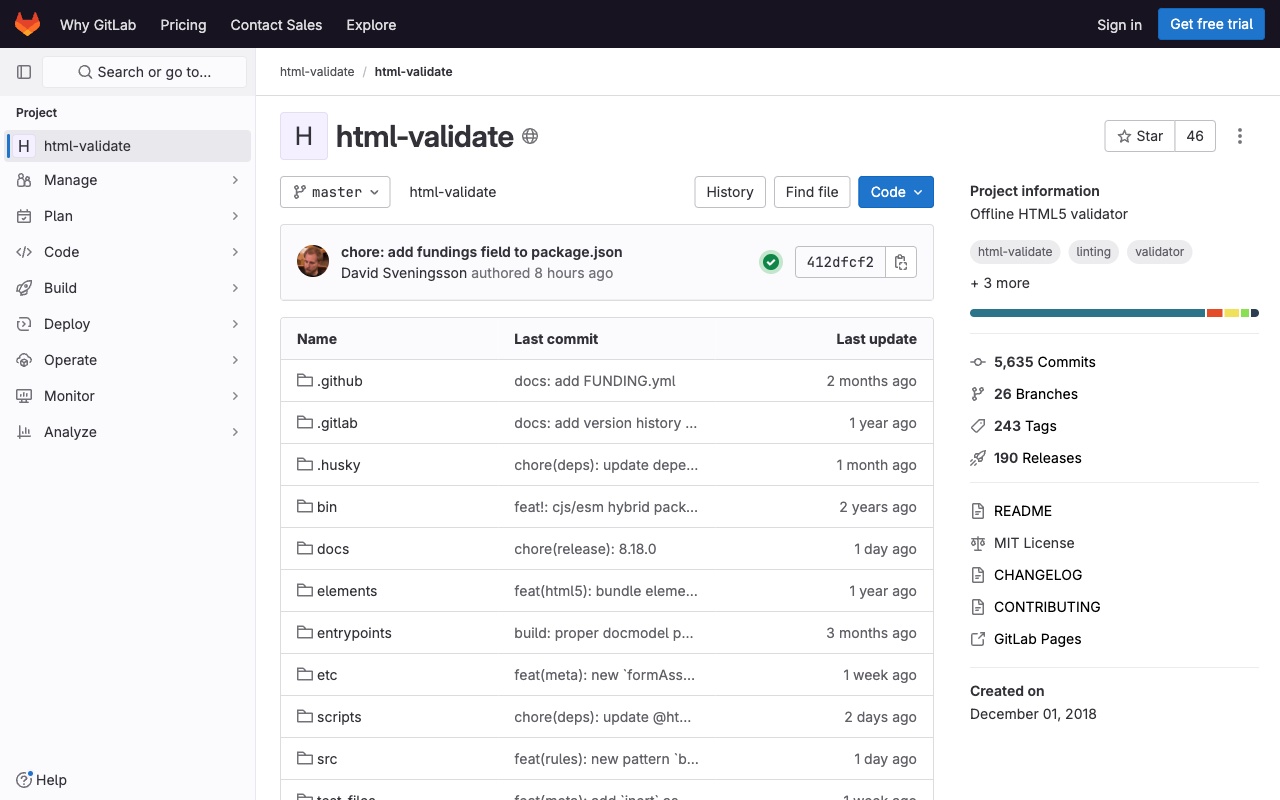 Why GitLab
Pricing
Contact Sales
Explore
Sign in
Get free trial
Search or go to...
html-validate / html-validate
Project
H html-validate
Manage
Plan
Code
Build
Deploy
Operate
Monitor
Analyze
Help
H html-validate
Star 46
master
html-validate
History
Find file
Code
chore: add fundings field to package.json
David Sveningsson authored 8 hours ago
412dfcf2
Name Last commit Last update
.github docs: add FUNDING.yml 2 months ago
.gitlab docs: add version history ... 1 year ago
.husky chore(deps): update depe... 1 month ago
bin feat!: cjs/esm hybrid pack... 2 years ago
docs chore(release): 8.18.0 1 day ago
elements feat(html5): bundle eleme... 1 year ago
entrypoints build: proper docmodel p... 3 months ago
etc feat(meta): new `formAss... 1 week ago
scripts chore(deps): update @ht... 2 days ago
src feat(rules): new pattern `b... 1 day ago
Project information
Offline HTML5 validator
html-validate linting validator
+ 3 more
5,635 Commits
26 Branches
243 Tags
190 Releases
README
MIT License
CHANGELOG
CONTRIBUTING
GitLab Pages
Created on
December 01, 2018